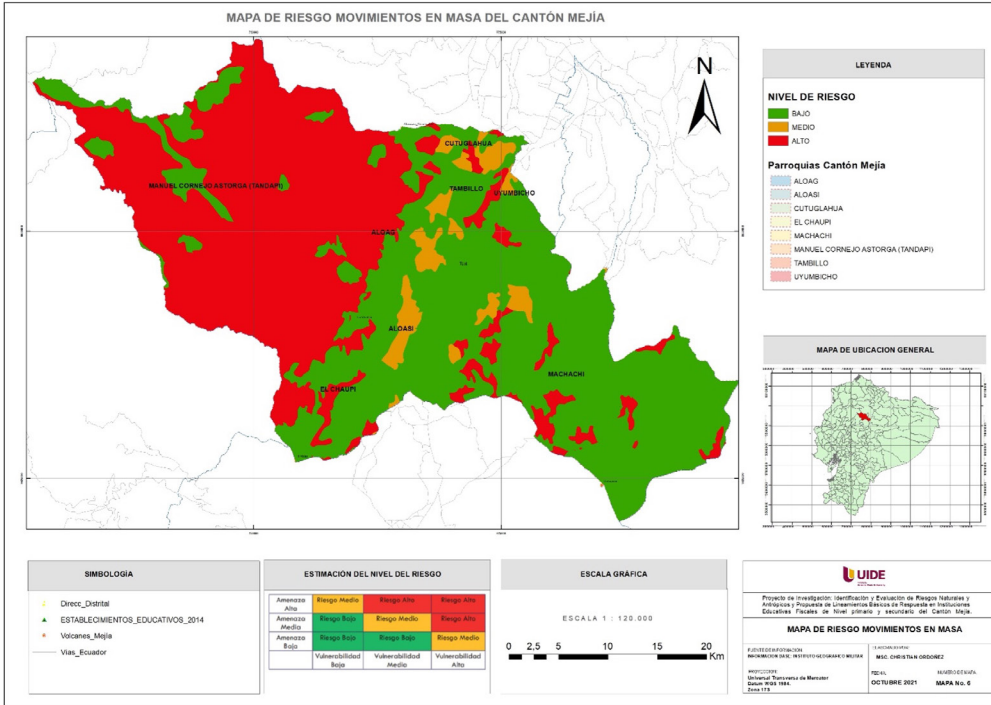 MAPA DE RIESGO MOVIMIENTOS EN MASA DEL CANTÓN MEJÍA
N
CUTUGLAHUA
MANUEL CORNEJO ASTORGA (TANDAPI)
TAMBILLO
UYUMBICHO
ALOAG
ALOASI
MACHACHI
EL CHAUPI
LEYENDA
NIVEL DE RIESGO
BAJO
MEDIO
ALTO
Parroquias Cantón Mejía
ALOAG
ALOASI
CUTUGLAHUA
EL CHAUPI
MACHACHI
MANUEL CORNEJO ASTORGA (TANDAPI)
TAMBILLO
UYUMBICHO
MAPA DE UBICACION GENERAL
SIMBOLOGÍA
Direcc_Distrital
ESTABLECIMIENTOS_EDUCATIVOS_2014
Volcanes_Mejia
Vias_Ecuador
ESTIMACIÓN DEL NIVEL DEL RIESGO
Amenaza Alta Riesgo Medio Riesgo Alto Riesgo Alto
Amenaza Media Riesgo Bajo Riesgo Medio Riesgo Alto
Amenaza Baja Riesgo Bajo Riesgo Bajo Riesgo Medio
Vulnerabilidad Baja Vulnerabilidad Media Vulnerabilidad Alta
ESCALA GRÁFICA
ESCALA 1 : 120.000
0 2,5 5 10 15 20
Km
UIDE
Proyecto de Investigación: Identificación y Evaluación de Riesgos Naturales y
Antrópicos y Propuesta de Lineamientos Básicos de Respuesta en Instituciones
Educativas Fiscales de Nivel primario y secundario del Cantón Mejía.
MAPA DE RIESGO MOVIMIENTOS EN MASA
FUENTE DE INFORMACION:
INFORMACION BASE: INSTITUTO GEOGRAFICO MILITAR
MSC. CHRISTIAN ORDOÑEZ
PROYECCION:
Universal Transversa de Mercator
Datum WGS 1984.
Zona 17S
FECHA:
OCTUBRE 2021
NUMERO DE MAPA:
MAPA No. 6